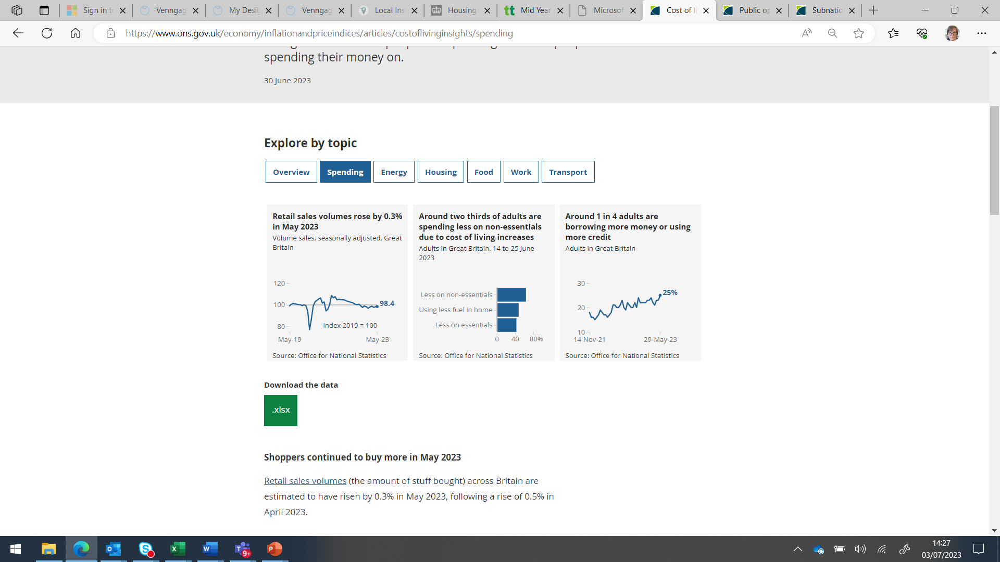 Sign in t
Venngag
My Desig
Venngag
Local Ins
Housing
tt Mid Year
Microsof
Cost of li
Public op
Subnatio
https://www.ons.gov.uk/economy/inflationandpriceindices/articles/costoflivinginsights/spending
spending their money on.
30 June 2023
Explore by topic
Overview
Spending
Energy
Housing
Food
Work
Transport
Retail sales volumes rose by 0.3%
in May 2023
Volume sales, seasonally adjusted, Great
Britain
120
100
80
98.4
Index 2019 = 100
May-19
May-23
Source: Office for National Statistics
Around two thirds of adults are
spending less on non-essentials
due to cost of living increases
Adults in Great Britain, 14 to 25 June
2023
Less on non-essentials
Using less fuel in home
Less on essentials
0 40 80%
Source: Office for National Statistics
Around 1 in 4 adults are
borrowing more money or using
more credit
Adults in Great Britain
30
20
10
25%
14-Nov-21
29-May-23
Source: Office for National Statistics
Download the data
.xlsx
Shoppers continued to buy more in May 2023
Retail sales volumes (the amount of stuff bought) across Britain are
estimated to have risen by 0.3% in May 2023, following a rise of 0.5% in
April 2023.
9+
14:27
03/07/2023